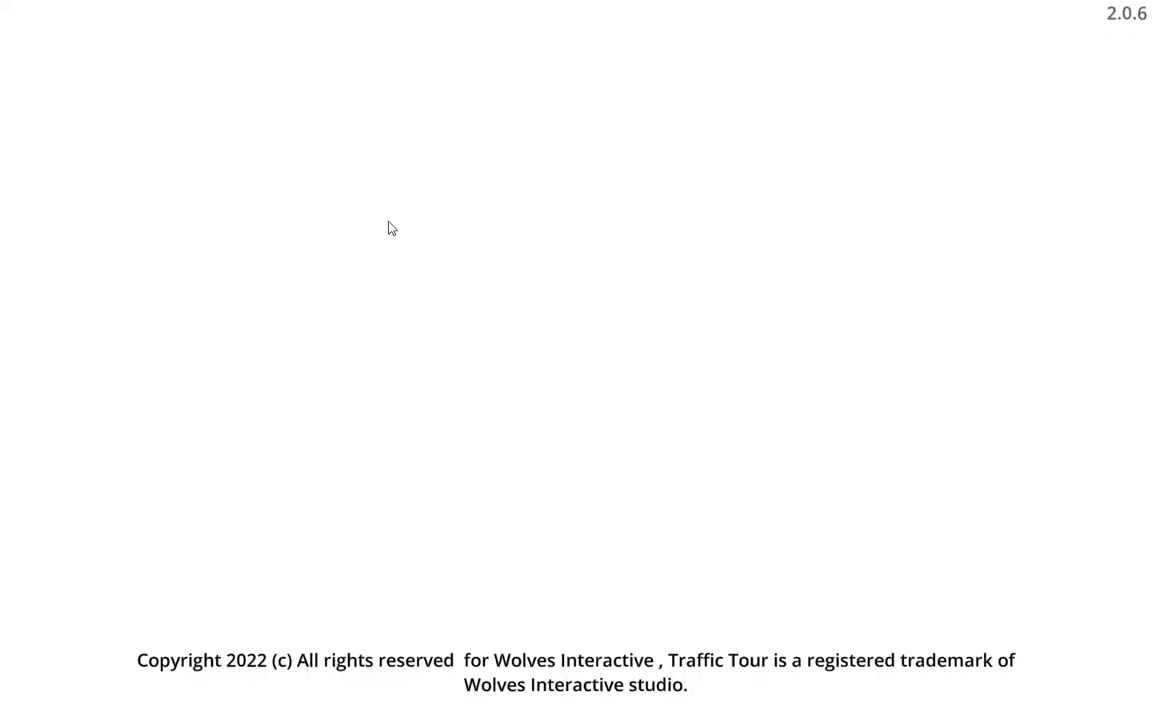 2.0.6
Copyright 2022 (c) All rights reserved  for Wolves Interactive , Traffic Tour is a registered trademark of
Wolves Interactive studio.